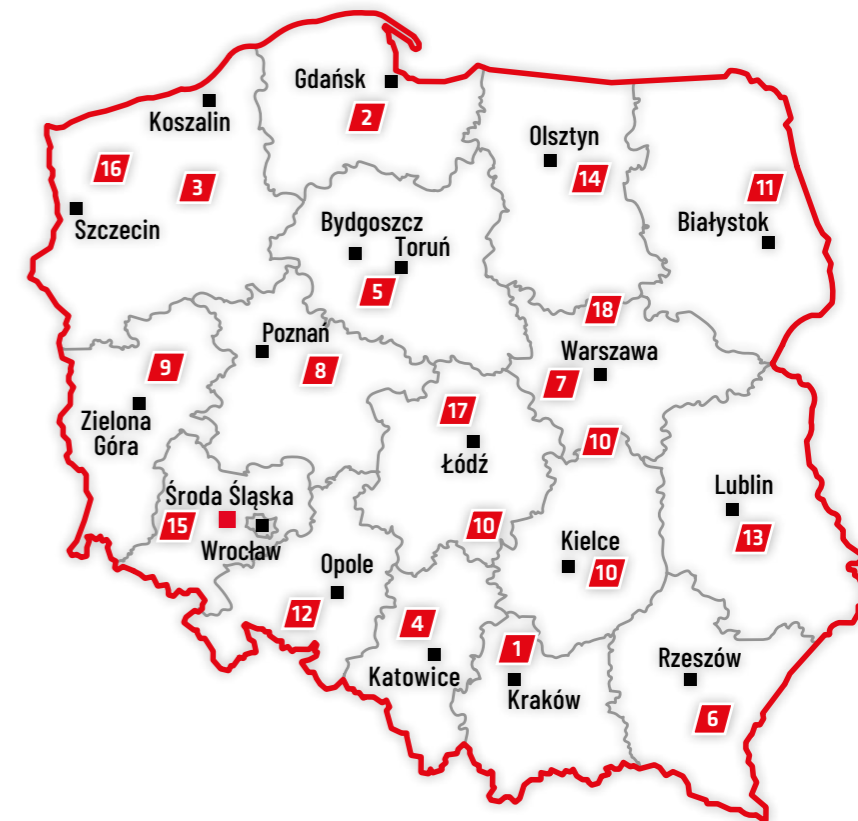 Gdańsk
2
Koszalin
16
3
Szczecin
Olsztyn
14
11
Białystok
Bydgoszcz
Toruń
5
18
Poznań
8
9
Zielona
Góra
Warszawa
7
17
Łódź
10
Środa Śląska
15
Wrocław
10
Lublin
13
Kielce
10
Opole
12
4
Katowice
1
Kraków
Rzeszów
6